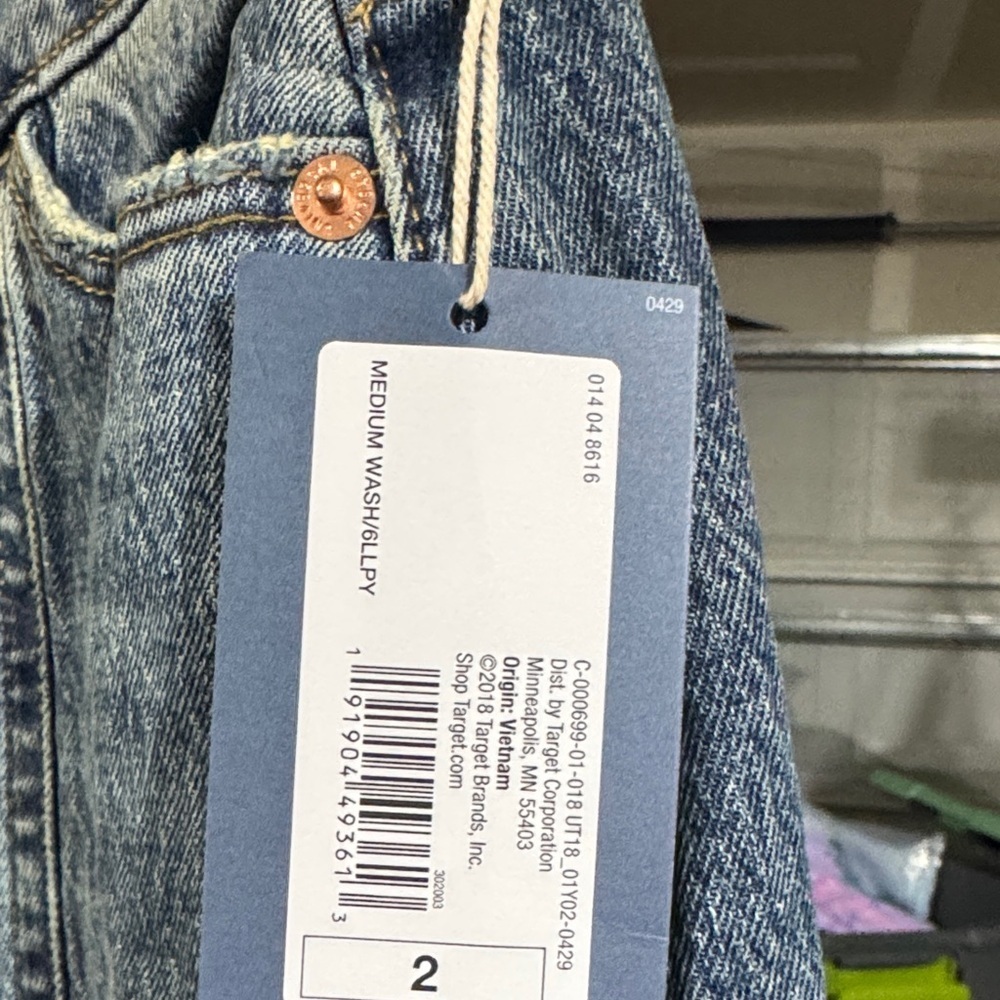 0429
014 04 8616
C-000699-01-018 UT18_01Y02-0429
Dist. by Target Corporation
Minneapolis, MN 55403
Origin: Vietnam
©2018 Target Brands, Inc.
Shop Target.com
MEDIUM WASH/6LLPY
302003
1 91904 49361 3
2
UNIVERSAL